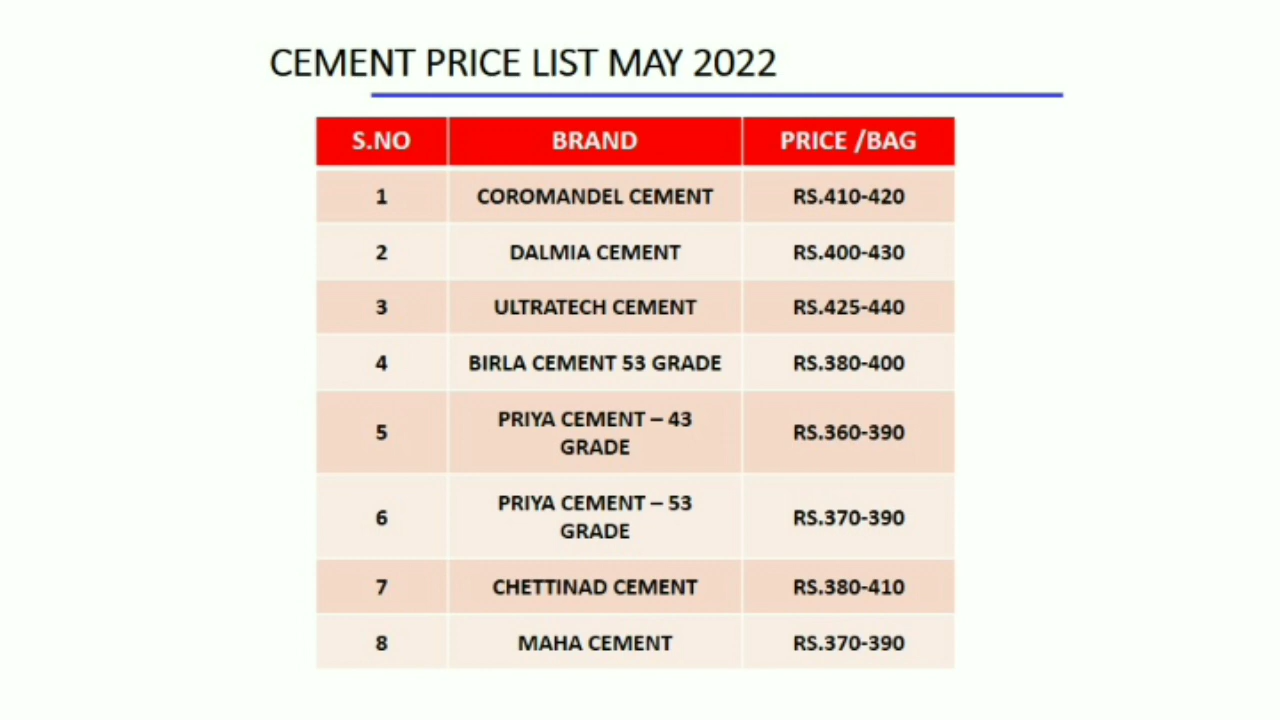 CEMENT PRICE LIST MAY 2022
S.NO BRAND PRICE /BAG
1 COROMANDEL CEMENT RS.410-420
2 DALMIA CEMENT RS.400-430
3 ULTRATECH CEMENT RS.425-440
4 BIRLA CEMENT 53 GRADE RS.380-400
5 PRIYA CEMENT – 43 RS.360-390
GRADE
6 PRIYA CEMENT – 53 RS.370-390
GRADE
7 CHETTINAD CEMENT RS.380-410
8 MAHA CEMENT RS.370-390